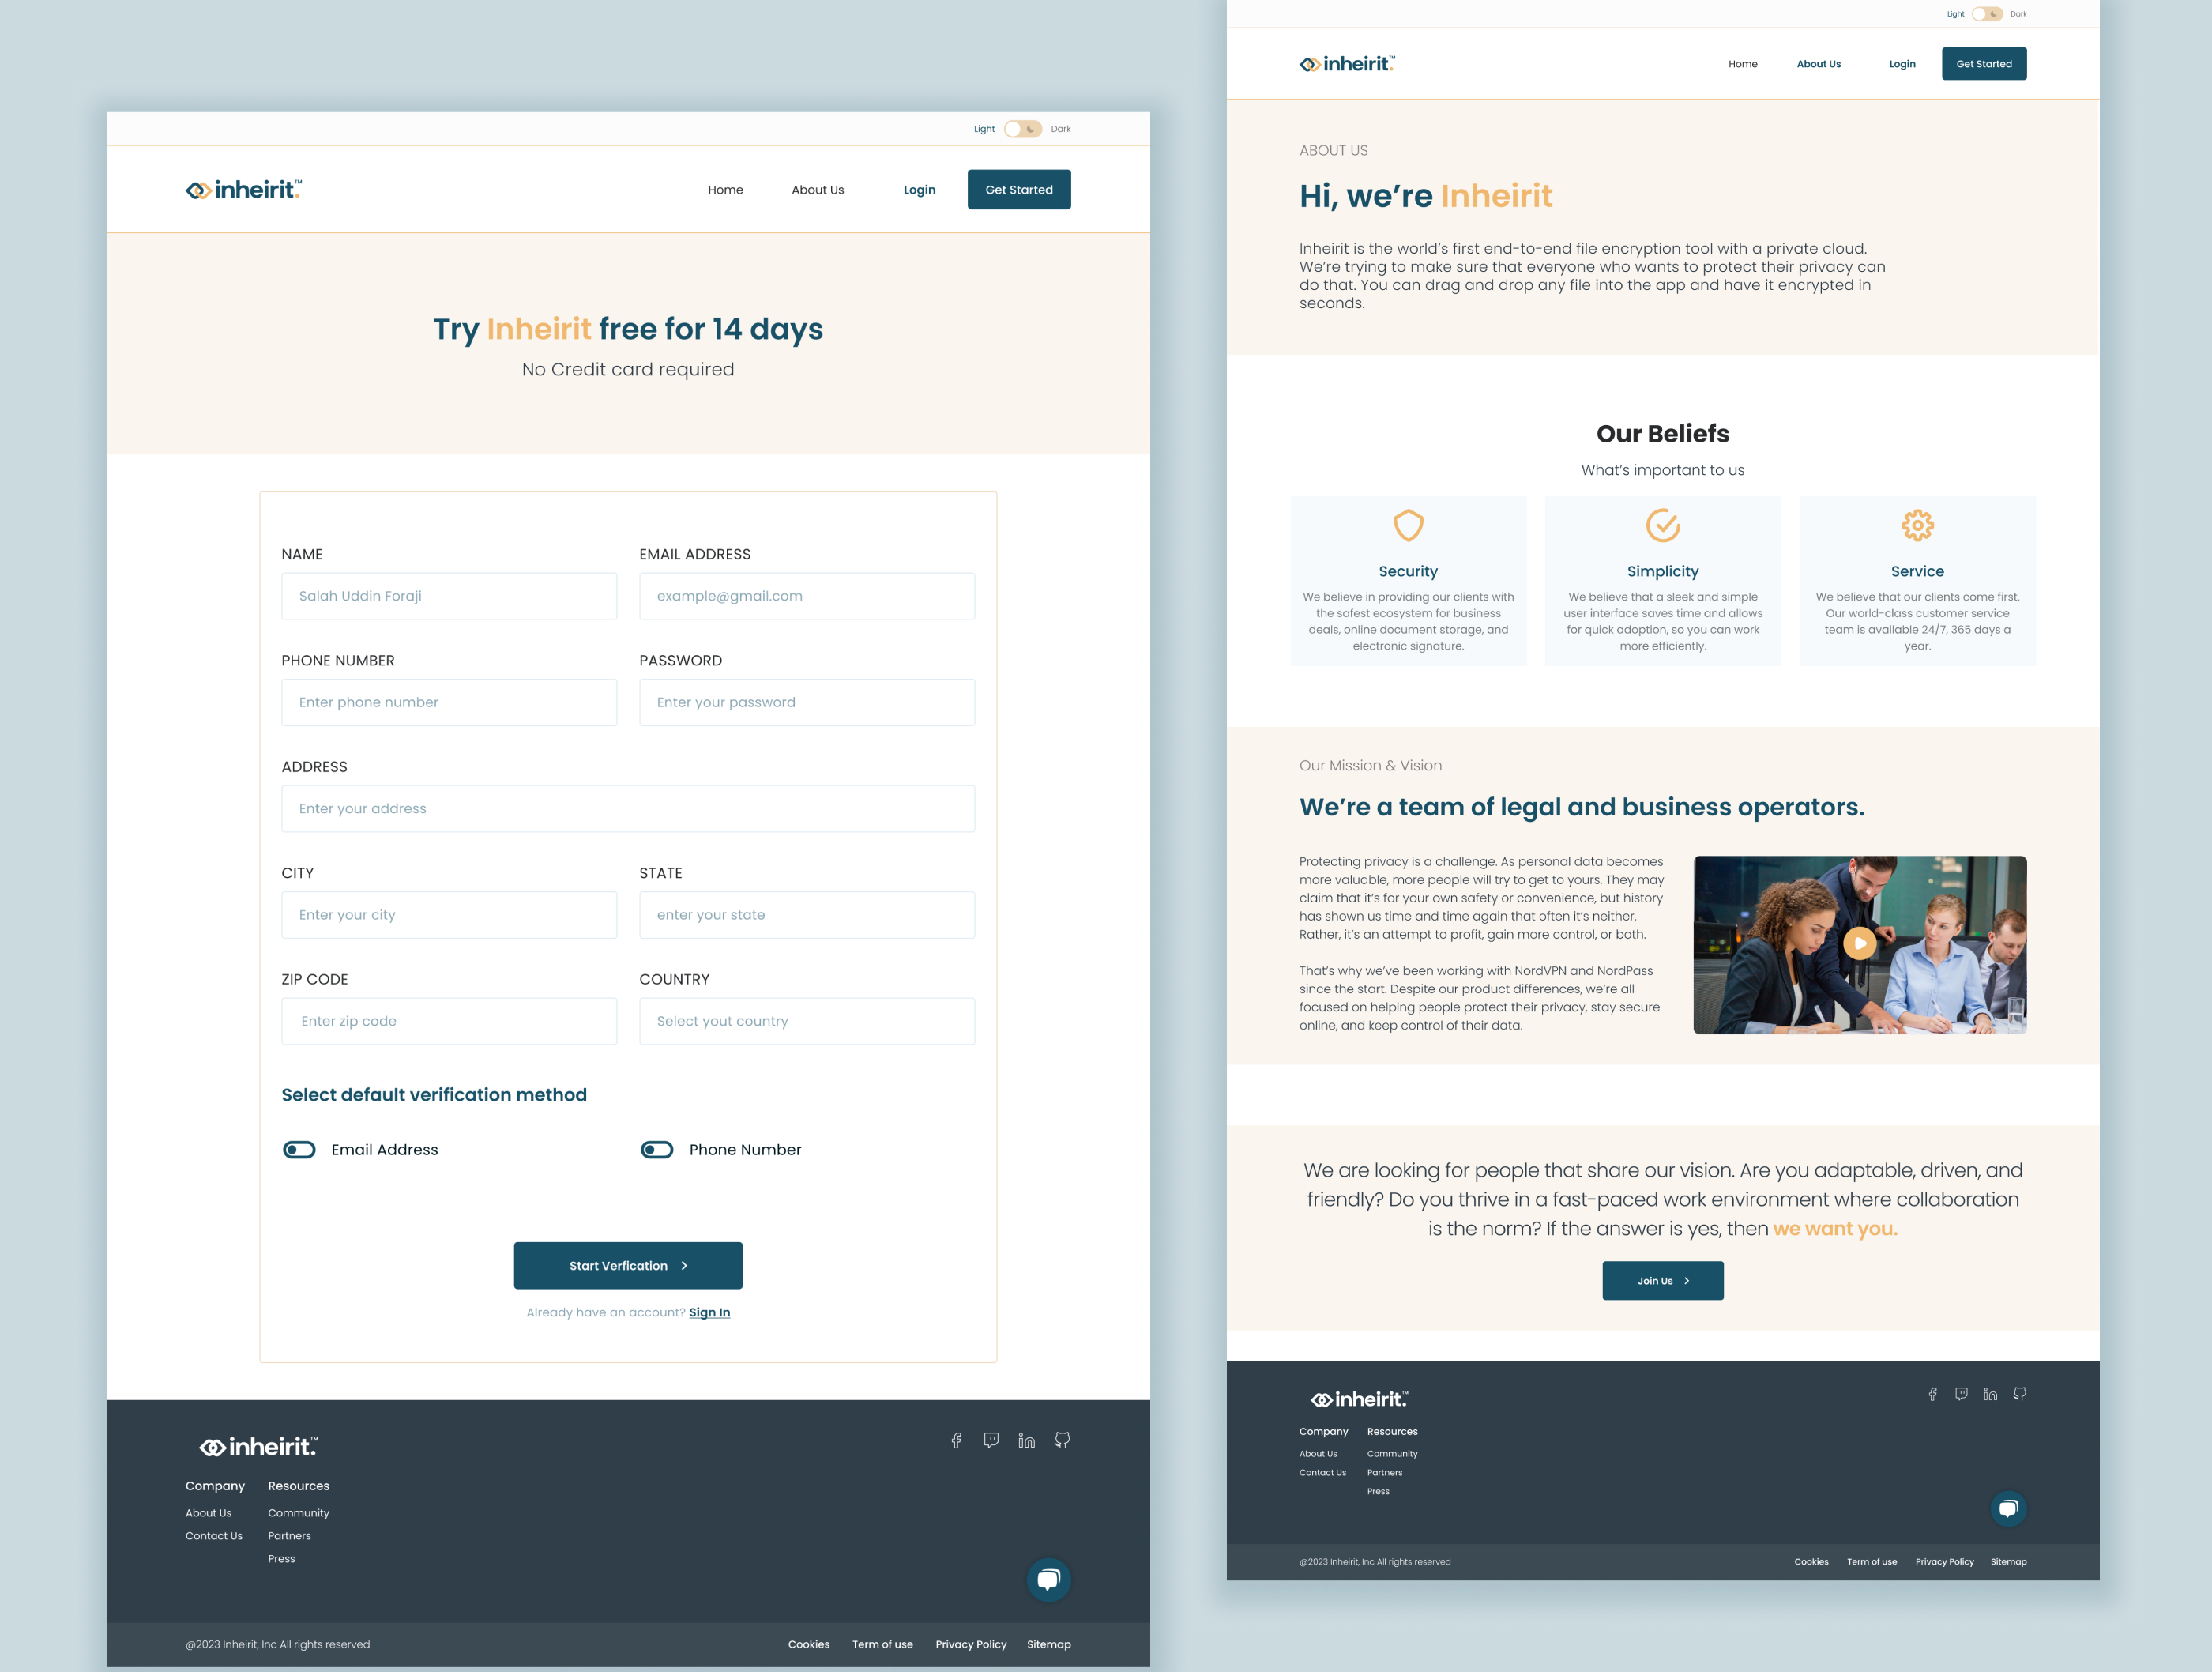 Light Dark
inheirit.™
Home About Us Login Get Started
Try Inheirit free for 14 days
No Credit card required
NAME
Salah Uddin Foraji
EMAIL ADDRESS
example@gmail.com
PHONE NUMBER
Enter phone number
PASSWORD
Enter your password
ADDRESS
Enter your address
CITY
Enter your city
STATE
enter your state
ZIP CODE
Enter zip code
COUNTRY
Select yout country
Select default verification method
Email Address
Phone Number
Start Verfication
Already have an account? Sign In
inheirit.™
Company
About Us
Contact Us
Resources
Community
Partners
Press
@2023 Inheirit, Inc All rights reserved
Cookies Term of use Privacy Policy Sitemap
Light Dark
inheirit.™
Home About Us Login Get Started
ABOUT US
Hi, we’re Inheirit
Inheirit is the world’s first end-to-end file encryption tool with a private cloud.
We’re trying to make sure that everyone who wants to protect their privacy can
do that. You can drag and drop any file into the app and have it encrypted in
seconds.
Our Beliefs
What’s important to us
Security
We believe in providing our clients with
the safest ecosystem for business
deals, online document storage, and
electronic signature.
Simplicity
We believe that a sleek and simple
user interface saves time and allows
for quick adoption, so you can work
more efficiently.
Service
We believe that our clients come first.
Our world-class customer service
team is available 24/7, 365 days a
year.
Our Mission & Vision
We’re a team of legal and business operators.
Protecting privacy is a challenge. As personal data becomes
more valuable, more people will try to get to yours. They may
claim that it’s for your own safety or convenience, but history
has shown us time and time again that often it’s neither.
Rather, it’s an attempt to profit, gain more control, or both.
That’s why we’ve been working with NordVPN and NordPass
since the start. Despite our product differences, we’re all
focused on helping people protect their privacy, stay secure
online, and keep control of their data.
We are looking for people that share our vision. Are you adaptable, driven, and
friendly? Do you thrive in a fast-paced work environment where collaboration
is the norm? If the answer is yes, then we want you.
Join Us
inheirit.™
Company
About Us
Contact Us
Resources
Community
Partners
Press
@2023 Inheirit, Inc All rights reserved
Cookies Term of use Privacy Policy Sitemap